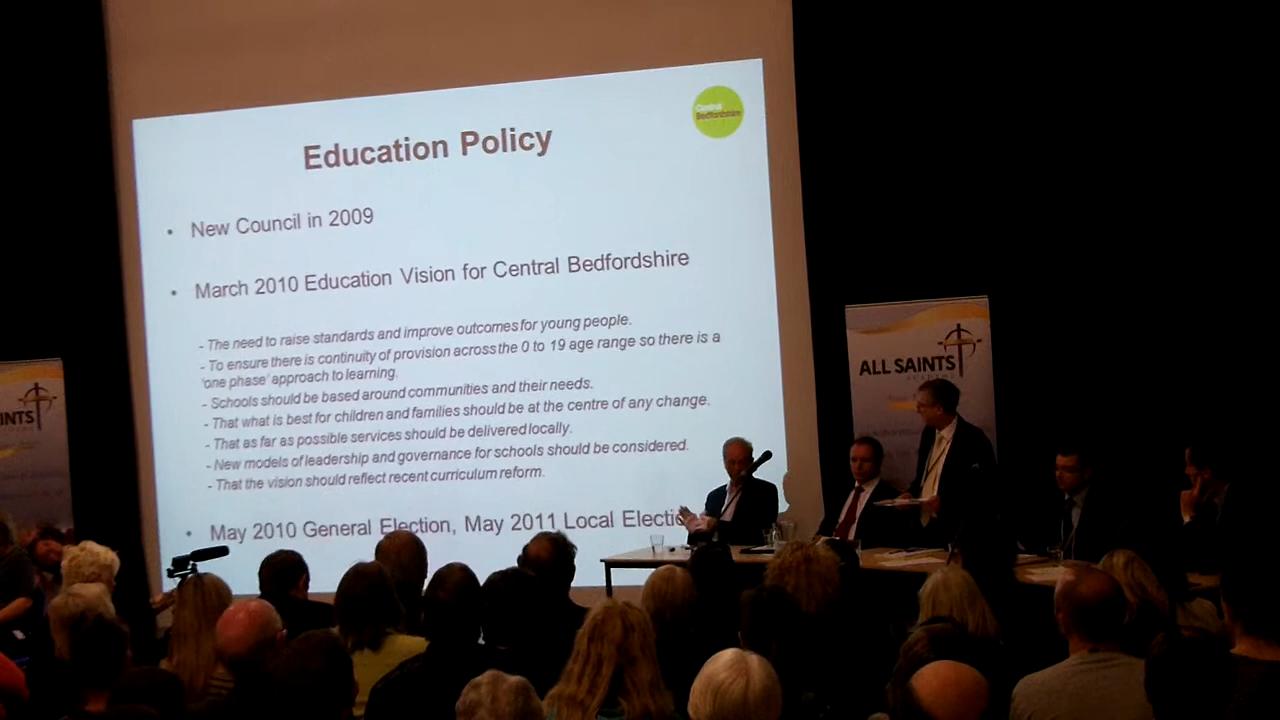 Central
Bedfordshire
Education Policy
• New Council in 2009
• March 2010 Education Vision for Central Bedfordshire
- The need to raise standards and improve outcomes for young people.
- To ensure there is continuity of provision across the 0 to 19 age range so there is a
'one phase' approach to learning.
- Schools should be based around communities and their needs.
- That what is best for children and families should be at the centre of any change.
- That as far as possible services should be delivered locally.
- New models of leadership and governance for schools should be considered.
- That the vision should reflect recent curriculum reform.
• May 2010 General Election, May 2011 Local Electio
ALL SAINTS
ACADEMY
INTS